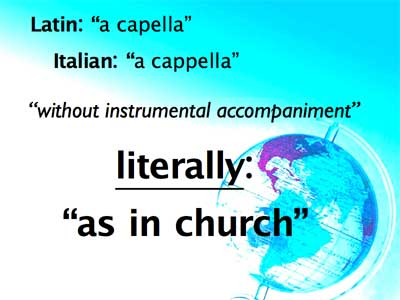 Latin: “a capella”
Italian: “a cappella”
“without instrumental accompaniment”
literally:
“as in church”